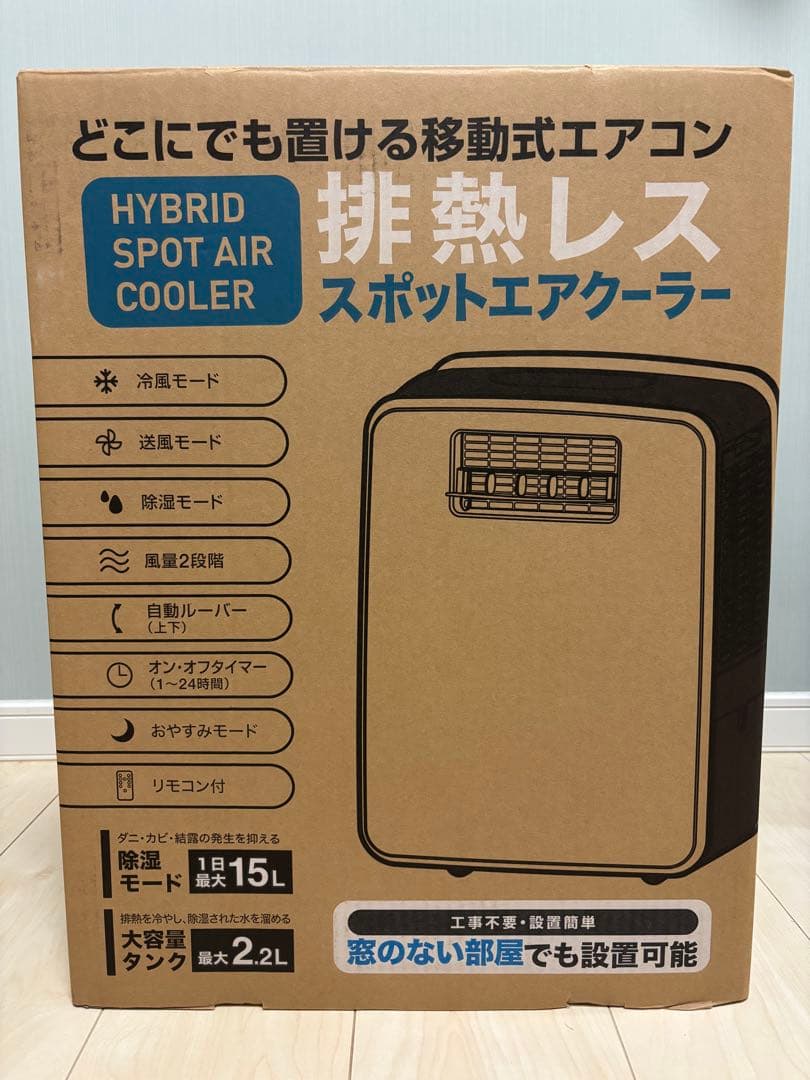 どこにでも置ける移動式エアコン
HYBRID
SPOT AIR
COOLER
排熱レス
スポットエアクーラー
冷風モード
送風モード
除湿モード
風量2段階
自動ルーバー
(上下)
オン・オフタイマー
(1〜24時間)
おやすみモード
リモコン付
ダニ・カビ・結露の発生を抑える
除湿
モード
1日
最大15L
排熱を冷やし、除湿された水を溜める
大容量
タンク
最大2.2L
工事不要・設置簡単
窓のない部屋でも設置可能